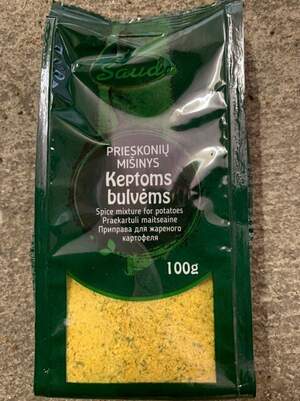 PRIESKONIŲ
MIŠINYS
Keptoms
bulvėms
Spice mixture for potatoes
Praekartuli maitseaine
Приправа для жареного
картофеля
100g